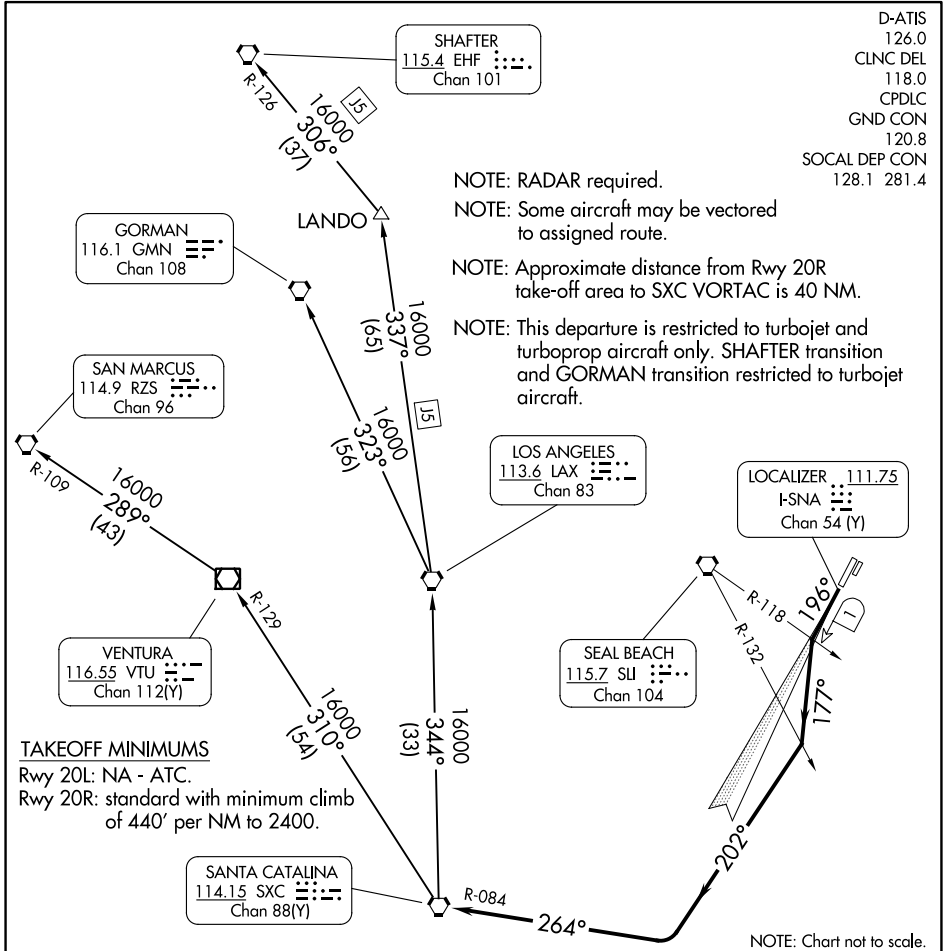 D-ATIS
126.0
CLNC DEL
118.0
CPDLC
GND CON
120.8
SOCAL DEP CON
128.1 281.4
SHAFTER
115.4 EHF
Chan 101
R-126
16000
306°
(37)
J5
LANDO
NOTE: RADAR required.
NOTE: Some aircraft may be vectored
to assigned route.
NOTE: Approximate distance from Rwy 20R
take-off area to SXC VORTAC is 40 NM.
NOTE: This departure is restricted to turbojet and
turboprop aircraft only. SHAFTER transition
and GORMAN transition restricted to turbojet
aircraft.
GORMAN
116.1 GMN
Chan 108
16000
337°
(65)
J5
16000
323°
(56)
SAN MARCUS
114.9 RZS
Chan 96
R-109
16000
289°
(43)
LOS ANGELES
113.6 LAX
Chan 83
LOCALIZER 111.75
I-SNA
Chan 54 (Y)
196°
1
R-118
R-132
177°
SEAL BEACH
115.7 SLI
Chan 104
R-129
VENTURA
116.55 VTU
Chan 112(Y)
16000
310°
(54)
16000
344°
(33)
TAKEOFF MINIMUMS
Rwy 20L: NA - ATC.
Rwy 20R: standard with minimum climb
of 440' per NM to 2400.
202°
SANTA CATALINA
114.15 SXC
Chan 88(Y)
R-084
264°
NOTE: Chart not to scale.